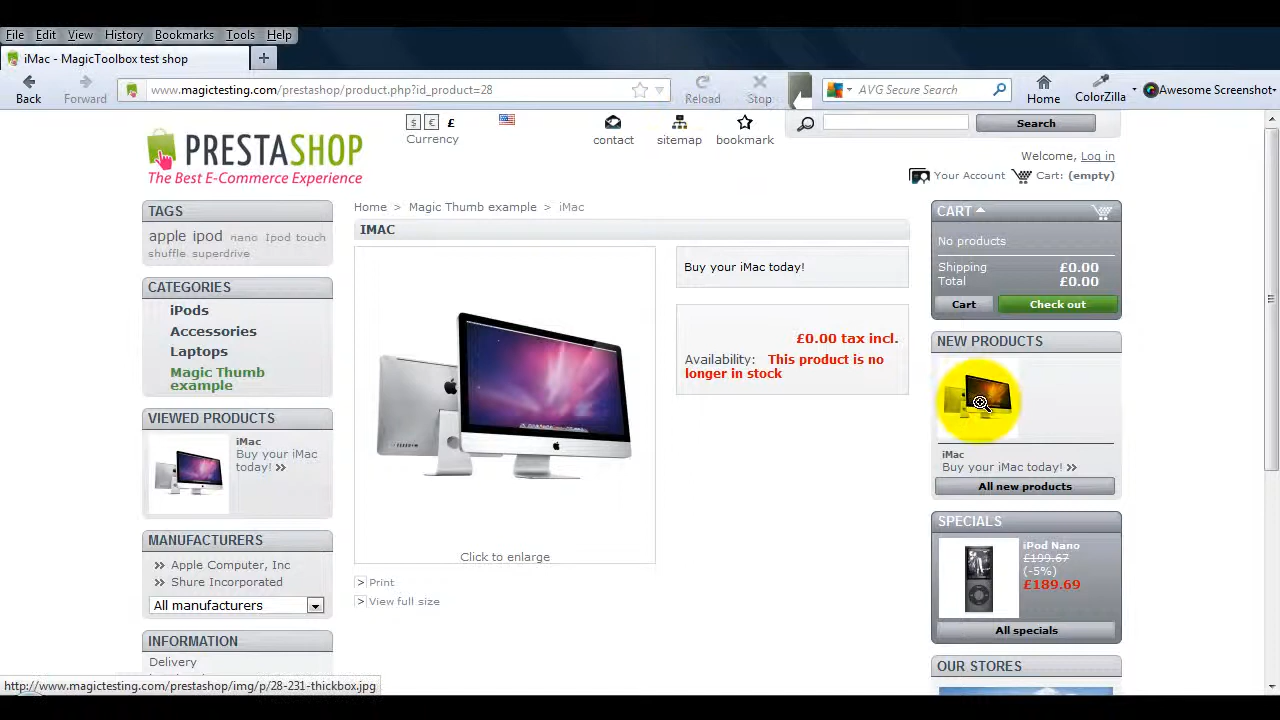 File Edit View History Bookmarks Tools Help
iMac - MagicToolbox test shop
Back Forward
www.magictesting.com/prestashop/product.php?id_product=28
Reload Stop
AVG Secure Search
Home ColorZilla Awesome Screenshot
PRESTASHOP
The Best E-Commerce Experience
$ € £
Currency
contact sitemap bookmark
Search
Welcome, Log in
Your Account Cart: (empty)
TAGS
apple ipod nano Ipod touch
shuffle superdrive
CATEGORIES
iPods
Accessories
Laptops
Magic Thumb
example
VIEWED PRODUCTS
iMac
Buy your iMac
today! »
MANUFACTURERS
» Apple Computer, Inc
» Shure Incorporated
All manufacturers
INFORMATION
Delivery
Home > Magic Thumb example > iMac
IMAC
Click to enlarge
> Print
> View full size
Buy your iMac today!
£0.00 tax incl.
Availability: This product is no
longer in stock
CART
No products
Shipping £0.00
Total £0.00
Cart Check out
NEW PRODUCTS
iMac
Buy your iMac today! »
All new products
SPECIALS
iPod Nano
£199.67
(-5%)
£189.69
All specials
OUR STORES
http://www.magictesting.com/prestashop/img/p/28-231-thickbox.jpg